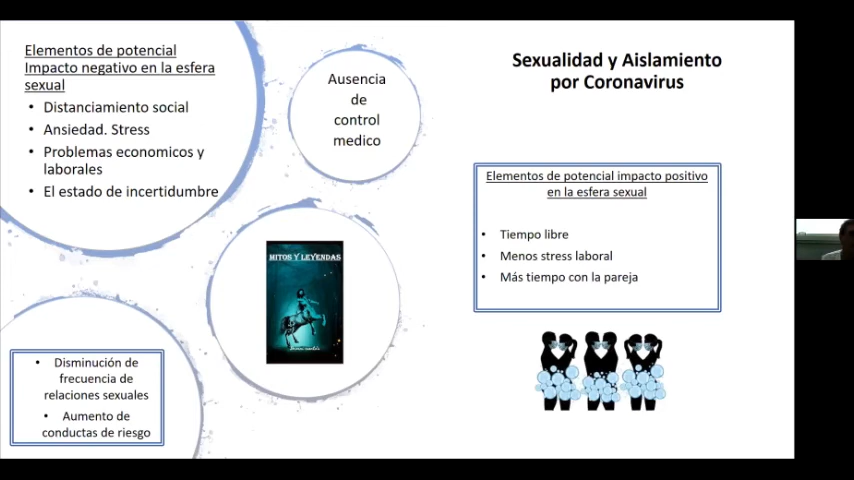 Elementos de potencial
Impacto negativo en la esfera
sexual
• Distanciamiento social
• Ansiedad. Stress
• Problemas economicos y
laborales
• El estado de incertidumbre
Ausencia
de
control
medico
MITOS Y LEYENDAS
• Disminución de
frecuencia de
relaciones sexuales
• Aumento de
conductas de riesgo
Sexualidad y Aislamiento
por Coronavirus
Elementos de potencial impacto positivo
en la esfera sexual
• Tiempo libre
• Menos stress laboral
• Más tiempo con la pareja